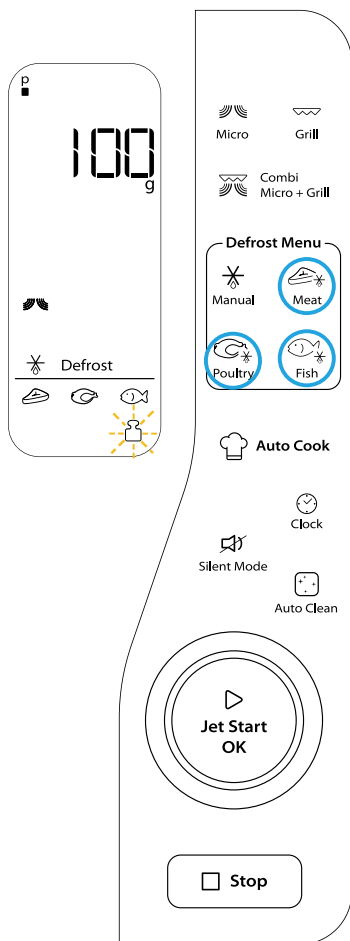 p
100
g
Defrost
Micro
Grill
Combi
Micro + Grill
Defrost Menu
Manual
Meat
Poultry
Fish
Auto Cook
Clock
Silent Mode
Auto Clean
Jet Start
OK
Stop